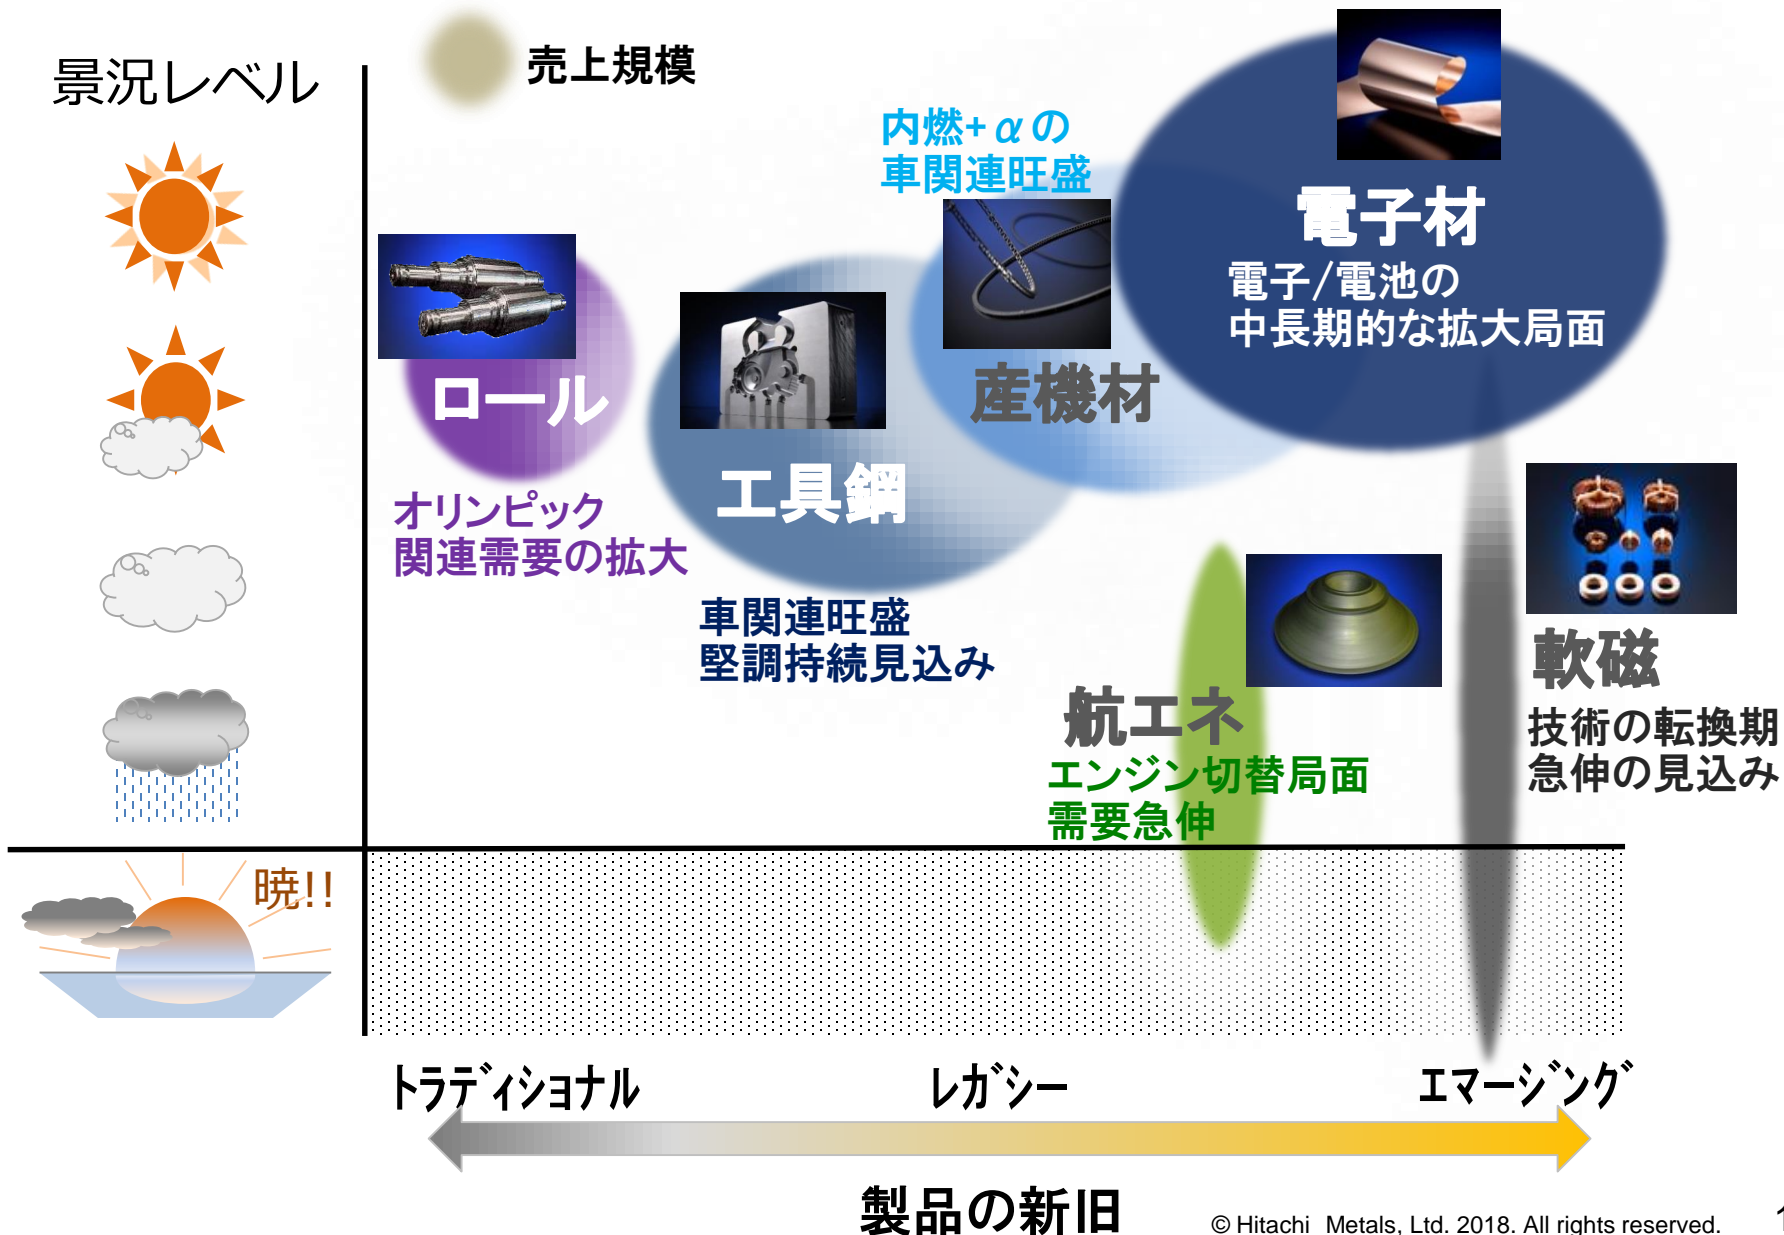 景況レベル
売上規模
内燃+αの
車関連旺盛
電子材
電子/電池の
中長期的な拡大局面
ロール
オリンピック
関連需要の拡大
産機材
工具鋼
車関連旺盛
堅調持続見込み
軟磁
技術の転換期
急伸の見込み
航エネ
エンジン切替局面
需要急伸
暁!!
ﾄﾗﾃﾞｨｼｮﾅﾙ
ﾚｶﾞｼｰ
ｴﾏｰｼﾞﾝｸﾞ
製品の新旧
© Hitachi Metals, Ltd. 2018. All rights reserved.